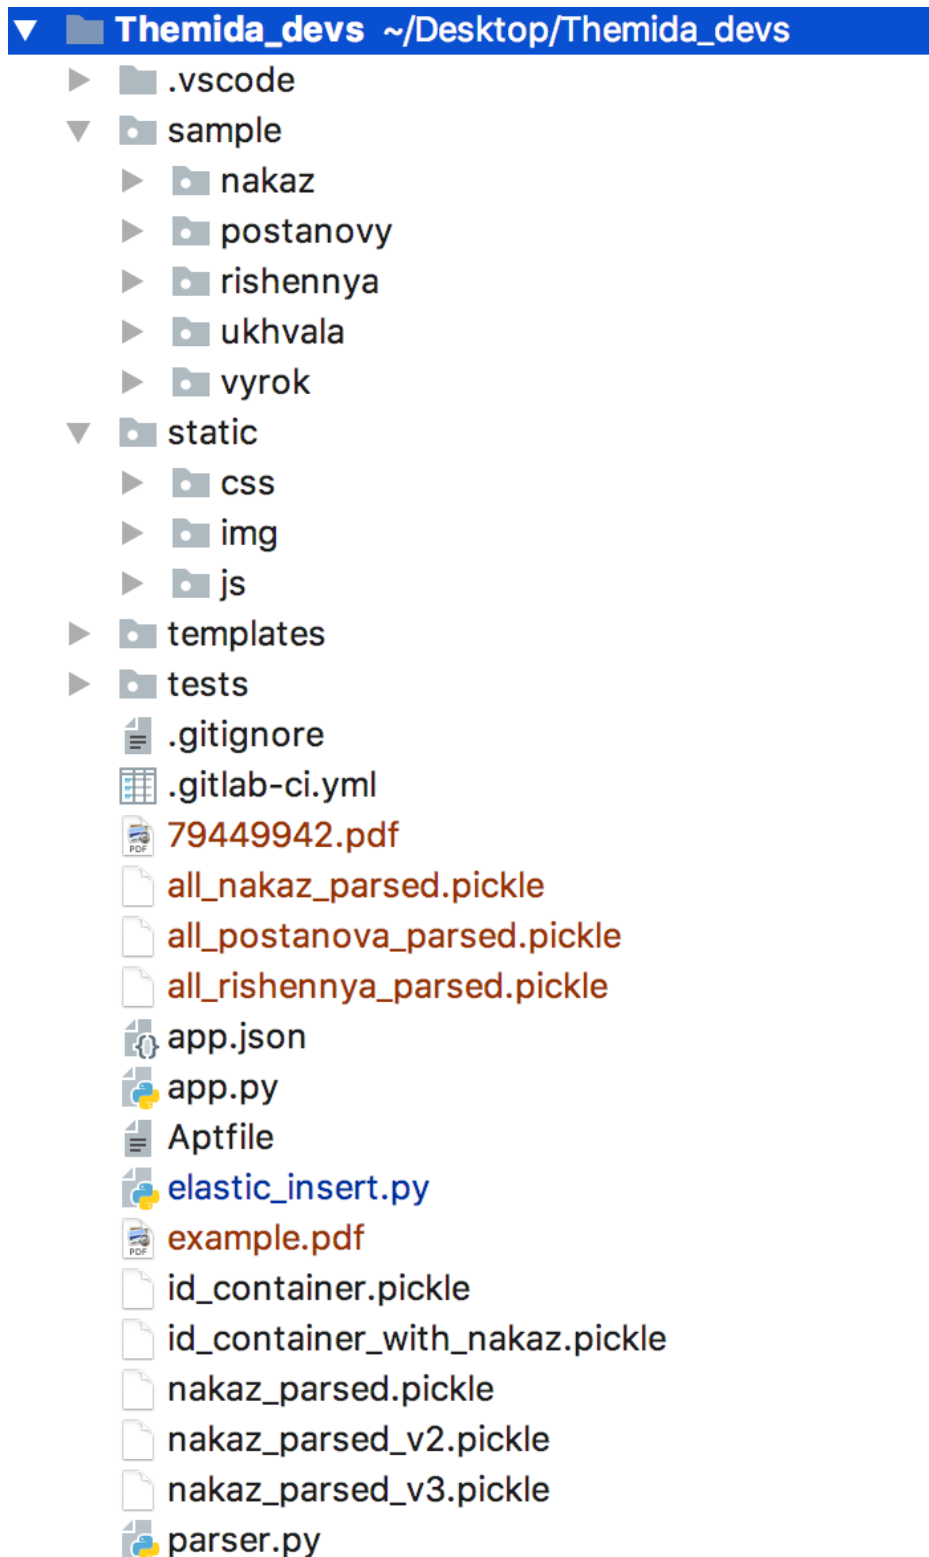 Themida_devs ~/Desktop/Themida_devs
.vscode
sample
nakaz
postanovy
rishennya
ukhvala
vyrok
static
css
img
js
templates
tests
.gitignore
.gitlab-ci.yml
79449942.pdf
all_nakaz_parsed.pickle
all_postanova_parsed.pickle
all_rishennya_parsed.pickle
app.json
app.py
Aptfile
elastic_insert.py
example.pdf
id_container.pickle
id_container_with_nakaz.pickle
nakaz_parsed.pickle
nakaz_parsed_v2.pickle
nakaz_parsed_v3.pickle
parser.py